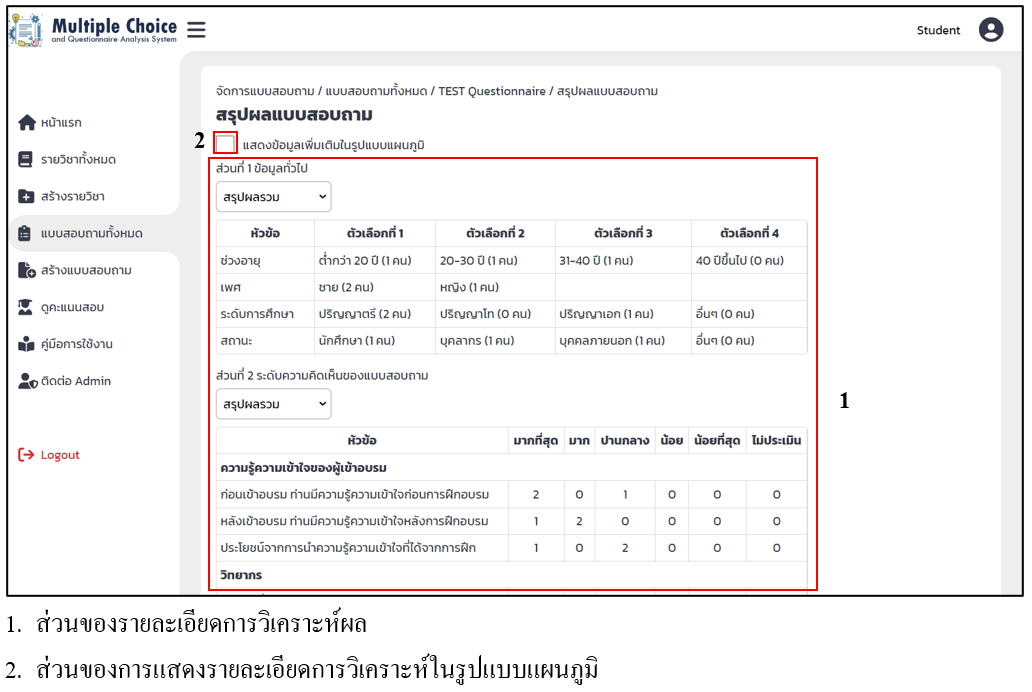 Multiple Choice
and Questionnaire Analysis System
Student
จัดการแบบสอบถาม / แบบสอบถามทั้งหมด / TEST Questionnaire / สรุปผลแบบสอบถาม
สรุปผลแบบสอบถาม
2
แสดงข้อมูลเพิ่มเติมในรูปแบบแผนภูมิ
หน้าแรก
รายวิชาทั้งหมด
สร้างรายวิชา
แบบสอบถามทั้งหมด
สร้างแบบสอบถาม
ดูคะแนนสอบ
คู่มือการใช้งาน
ติดต่อ Admin
Logout
ส่วนที่ 1 ข้อมูลทั่วไป
สรุปผลรวม
หัวข้อ ตัวเลือกที่ 1 ตัวเลือกที่ 2 ตัวเลือกที่ 3 ตัวเลือกที่ 4
ช่วงอายุ ต่ำกว่า 20 ปี (1 คน) 20-30 ปี (1 คน) 31-40 ปี (1 คน) 40 ปีขึ้นไป (0 คน)
เพศ ชาย (2 คน) หญิง (1 คน)
ระดับการศึกษา ปริญญาตรี (2 คน) ปริญญาโท (0 คน) ปริญญาเอก (1 คน) อื่นๆ (0 คน)
สถานะ นักศึกษา (1 คน) บุคลากร (1 คน) บุคคลภายนอก (1 คน) อื่นๆ (0 คน)
ส่วนที่ 2 ระดับความคิดเห็นของแบบสอบถาม
สรุปผลรวม
1
หัวข้อ มากที่สุด มาก ปานกลาง น้อย น้อยที่สุด ไม่ประเมิน
ความรู้ความเข้าใจของผู้เข้าอบรม
ก่อนเข้าอบรม ท่านมีความรู้ความเข้าใจก่อนการฝึกอบรม 2 0 1 0 0 0
หลังเข้าอบรม ท่านมีความรู้ความเข้าใจหลังการฝึกอบรม 1 2 0 0 0 0
ประโยชน์จากการนำความรู้ความเข้าใจที่ได้จากการฝึก 1 0 2 0 0 0
วิทยากร
1. ส่วนของรายละเอียดการวิเคราะห์ผล
2. ส่วนของการแสดงรายละเอียดการวิเคราะห์ในรูปแบบแผนภูมิ